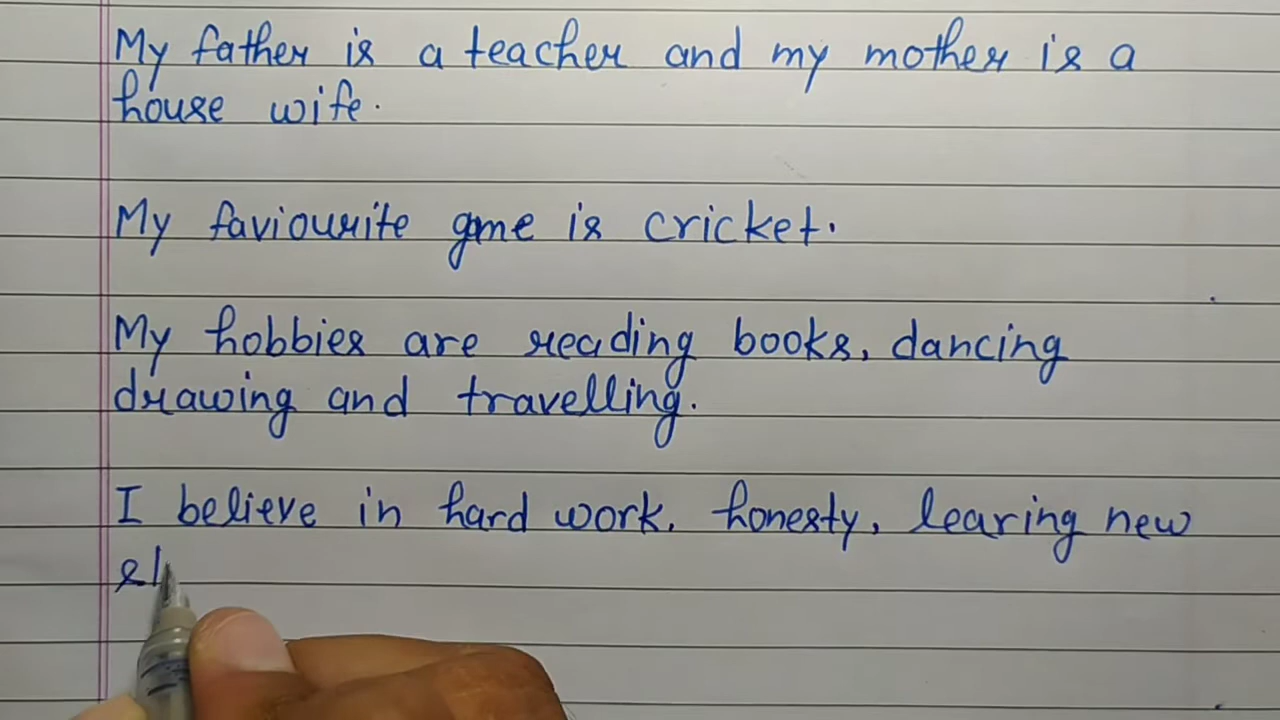 My father is a teacher and my mother is a
house wife.
My faviourite gme is cricket.
My hobbies are reading books, dancing
drawing and travelling.
I believe in hard work, honesty, learing new